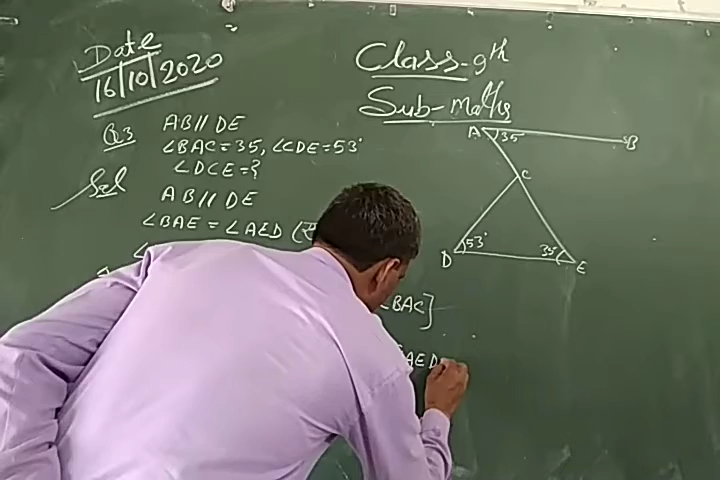 Date
16/10/2020
Class-9th
Sub-maths
Q3 AB// DE
∠BAC=35, ∠CDE=53°
∠DCE=?
Sol
AB// DE
∠BAE = ∠AED
BAC]
AED
A 35 B
C
D 53° 35 E